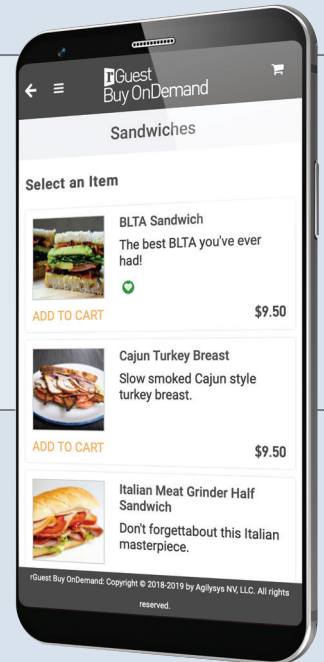 rGuest
Buy OnDemand
Sandwiches
Select an Item
BLTA Sandwich
The best BLTA you've ever
had!
ADD TO CART
$9.50
Cajun Turkey Breast
Slow smoked Cajun style
turkey breast.
ADD TO CART
$9.50
Italian Meat Grinder Half
Sandwich
Don't forgettabout this Italian
masterpiece.
rGuest Buy OnDemand: Copyright © 2018-2019 by Agilysys NV, LLC. All rights
reserved.